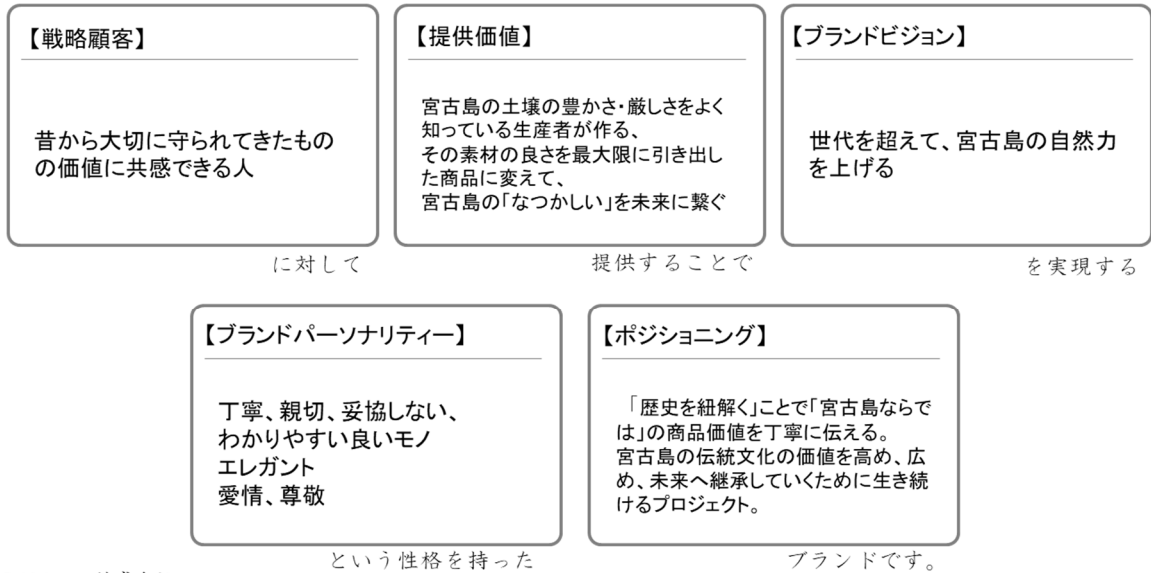 【戦略顧客】
昔から大切に守られてきたもの
の価値に共感できる人
に対して
【提供価値】
宮古島の土壌の豊かさ・厳しさをよく
知っている生産者が作る、
その素材の良さを最大限に引き出し
た商品に変えて、
宮古島の「なつかしい」を未来に繋ぐ
提供することで
【ブランドビジョン】
世代を超えて、宮古島の自然力
を上げる
を実現する
【ブランドパーソナリティー】
丁寧、親切、妥協しない、
わかりやすい良いモノ
エレガント
愛情、尊敬
という性格を持った
【ポジショニング】
「歴史を紐解く」ことで「宮古島ならで
は」の商品価値を丁寧に伝える。
宮古島の伝統文化の価値を高め、広
め、未来へ継承していくために生き続
けるプロジェクト。
ブランドです。